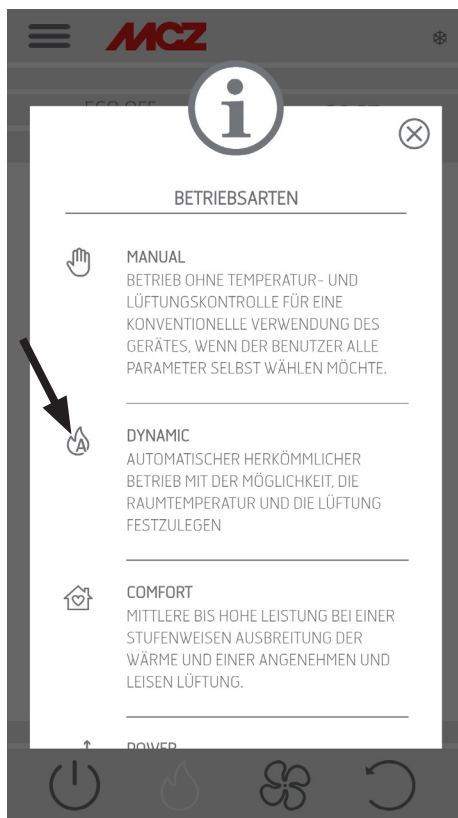 MCZ
ECO OFF
i
BETRIEBSARTEN
MANUAL
BETRIEB OHNE TEMPERATUR- UND
LÜFTUNGSKONTROLLE FÜR EINE
KONVENTIONELLE VERWENDUNG DES
GERÄTES, WENN DER BENUTZER ALLE
PARAMETER SELBST WÄHLEN MÖCHTE.
A
DYNAMIC
AUTOMATISCHER HERKÖMMLICHER
BETRIEB MIT DER MÖGLICHKEIT, DIE
RAUMTEMPERATUR UND DIE LÜFTUNG
FESTZULEGEN
COMFORT
MITTLERE BIS HOHE LEISTUNG BEI EINER
STUFENWEISEN AUSBREITUNG DER
WÄRME UND EINER ANGENEHMEN UND
LEISEN LÜFTUNG.
POWER